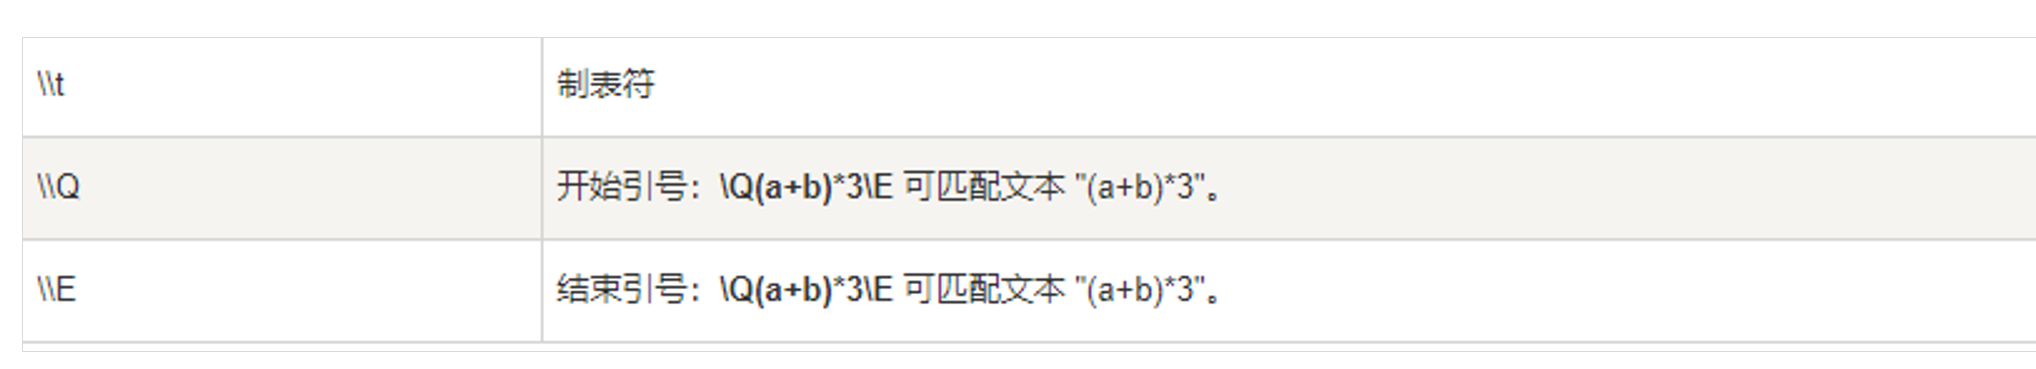 \\t 制表符
\\Q 开始引号：\Q(a+b)*3\E 可匹配文本 "(a+b)*3"。
\\E 结束引号：\Q(a+b)*3\E 可匹配文本 "(a+b)*3"。